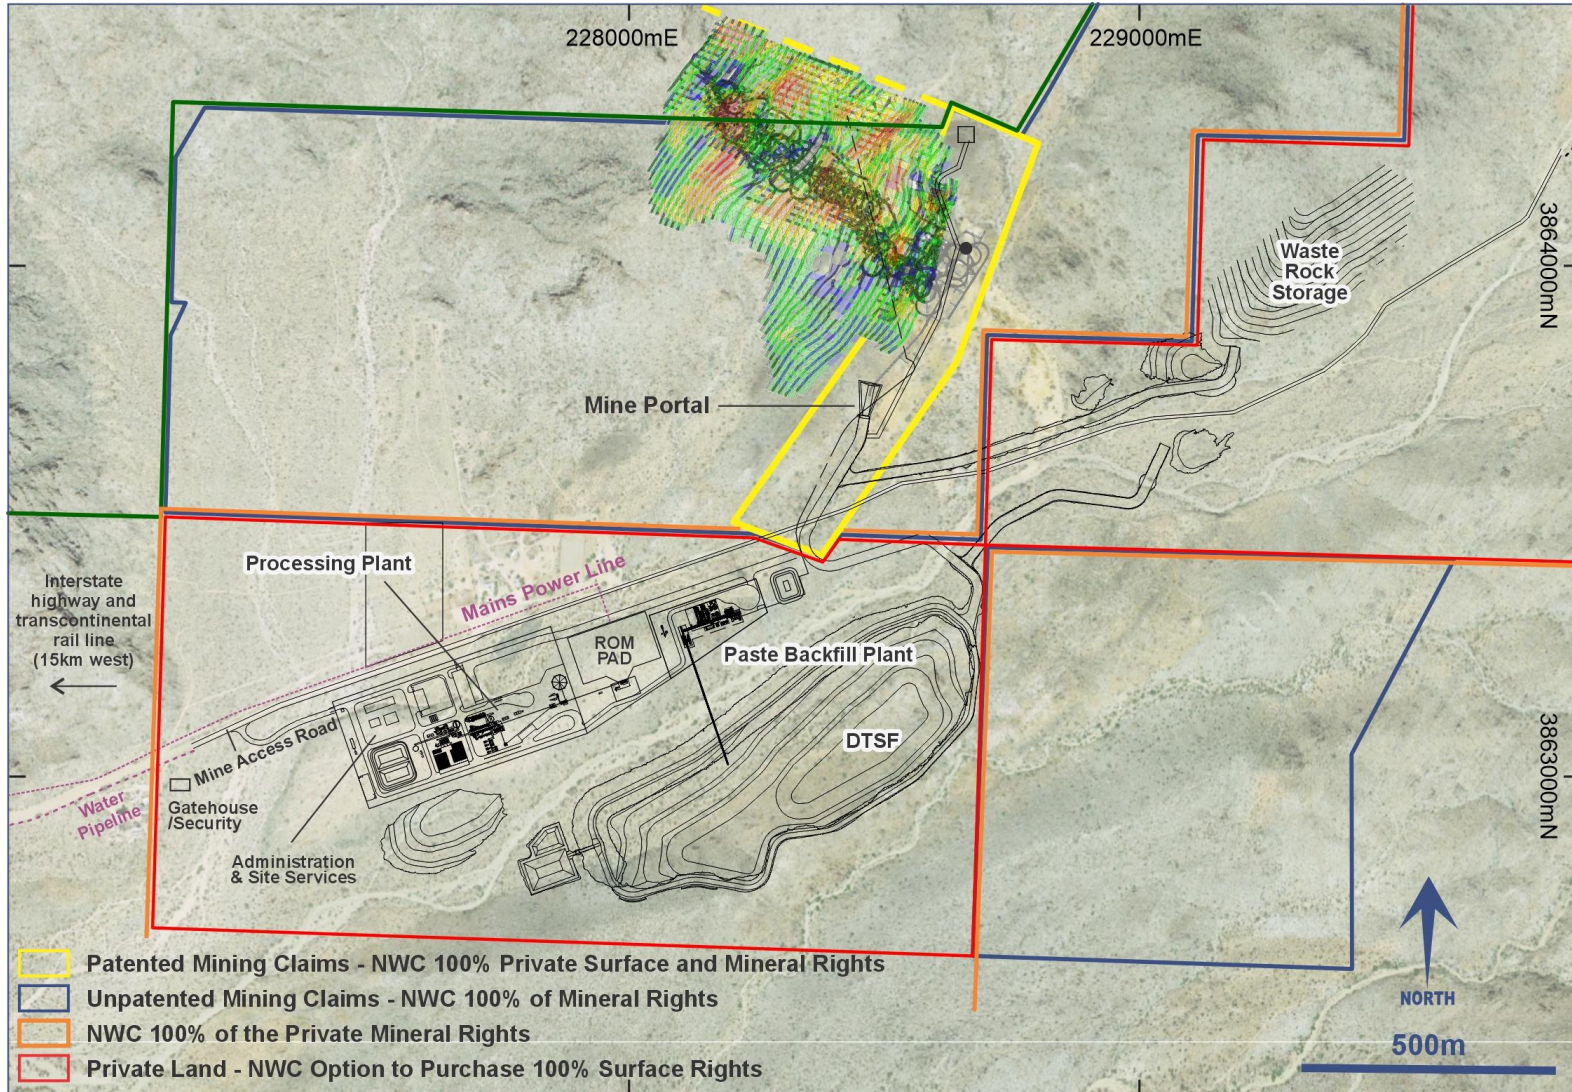 228000mE
229000mE
3864000mN
Waste
Rock
Storage
Mine Portal
Processing Plant
Mains Power Line
Interstate
highway and
transcontinental
rail line
(15km west)
ROM
PAD
Paste Backfill Plant
DTSF
3863000mN
Mine Access Road
Water
Pipeline
Gatehouse
/Security
Administration
& Site Services
Patented Mining Claims - NWC 100% Private Surface and Mineral Rights
Unpatented Mining Claims - NWC 100% of Mineral Rights
NWC 100% of the Private Mineral Rights
Private Land - NWC Option to Purchase 100% Surface Rights
NORTH
500m